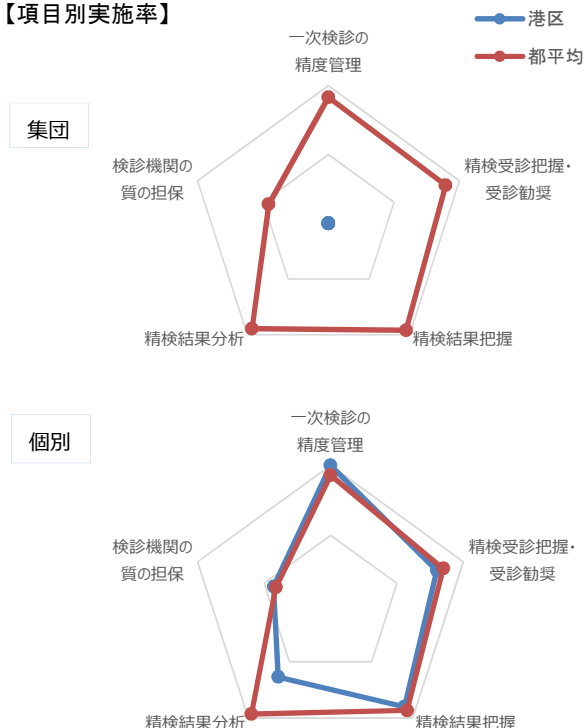 【項目別実施率】
港区
都平均
集団
一次検診の
精度管理
精検受診把握・
受診勧奨
検診機関の
質の担保
精検結果分析
精検結果把握
個別
一次検診の
精度管理
精検受診把握・
受診勧奨
検診機関の
質の担保
精検結果分析
精検結果把握